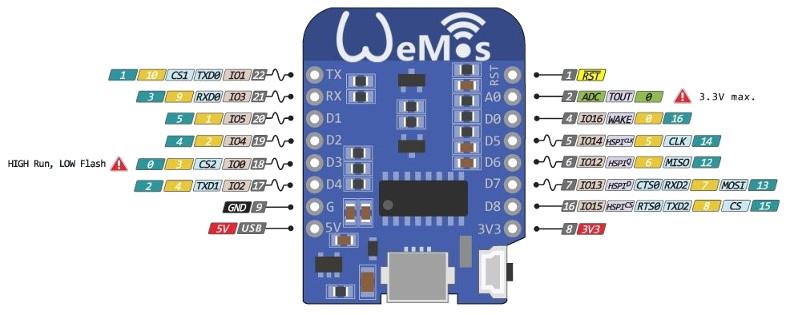 WeMos
1 10 CS1 TXD0 IO1 22 TX
3 9 RXD0 IO3 21 RX
5 1 IO5 20 D1
4 2 IO4 19 D2
HIGH Run, LOW Flash 0 3 CS2 IO0 18 D3
2 4 TXD1 IO2 17 D4
GND 9 G
5V USB 5V
RST 1 RST
A0 2 ADC TOUT 0 3.3V max.
D0 4 IO16 WAKE 0 16
D5 5 IO14 HSPICLK 5 CLK 14
D6 6 IO12 HSPIQ 6 MISO 12
D7 7 IO13 HSPID CTS0 RXD2 7 MOSI 13
D8 16 IO15 HSPICS RTS0 TXD2 8 CS 15
3V3 8 3V3